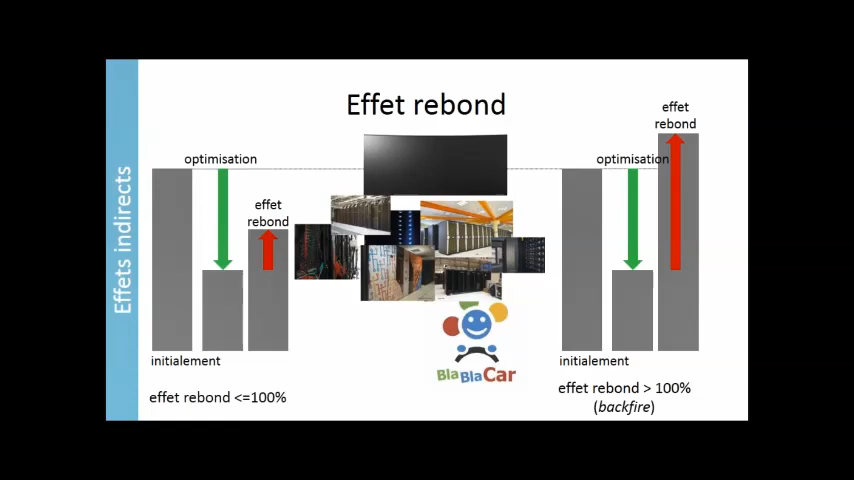 Effet rebond
Effets indirects
optimisation
effet
rebond
initialement
effet rebond <=100%
BlaBlaCar
effet
rebond
optimisation
initialement
effet rebond > 100%
(backfire)